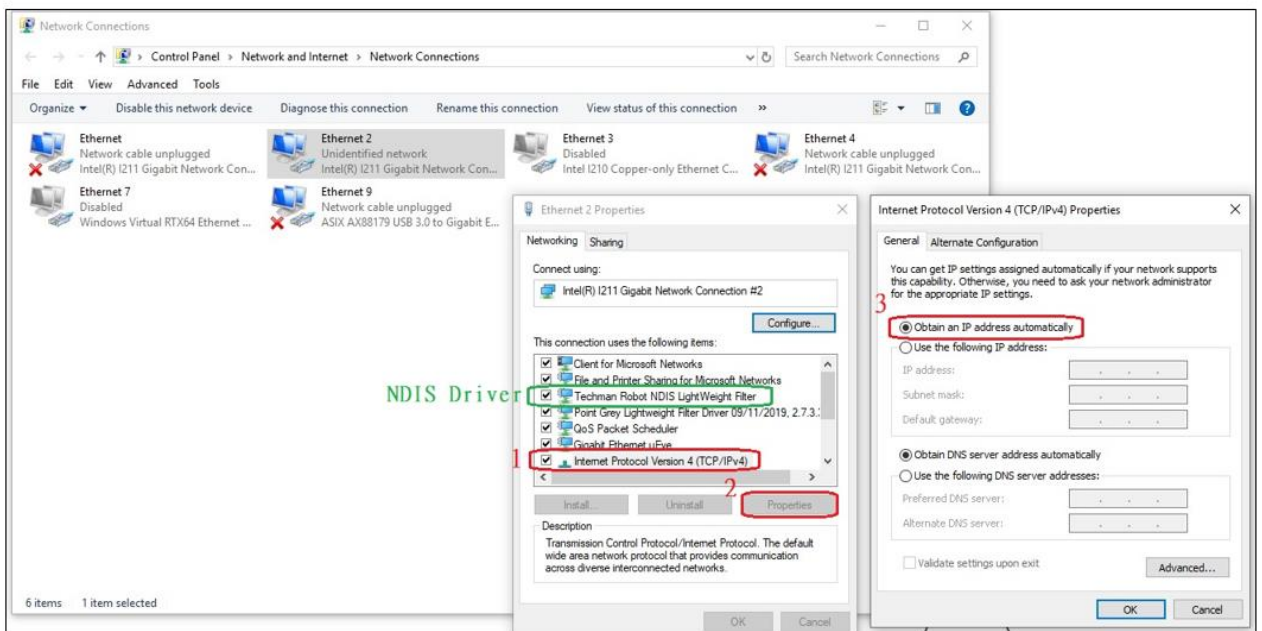 Network Connections
Control Panel > Network and Internet > Network Connections
Search Network Connections
File Edit View Advanced Tools
Organize Disable this network device Diagnose this connection Rename this connection View status of this connection »
Ethernet
Network cable unplugged
Intel(R) I211 Gigabit Network Con...
Ethernet 2
Unidentified network
Intel(R) I211 Gigabit Network Con...
Ethernet 3
Disabled
Intel I210 Copper-only Ethernet C...
Ethernet 4
Network cable unplugged
Intel(R) I211 Gigabit Network Con...
Ethernet 7
Disabled
Windows Virtual RTX64 Ethernet ...
Ethernet 9
Network cable unplugged
ASIX AX88179 USB 3.0 to Gigabit E...
6 items 1 item selected
Ethernet 2 Properties
Networking Sharing
Connect using:
Intel(R) I211 Gigabit Network Connection #2
Configure...
This connection uses the following items:
Client for Microsoft Networks
File and Printer Sharing for Microsoft Networks
NDIS Driver
Techman Robot NDIS LightWeight Filter
Point Grey Lightweight Filter Driver 09/11/2019, 2.7.3.
QoS Packet Scheduler
Gigabit Ethernet uEye
1
Internet Protocol Version 4 (TCP/IPv4)
2
Install... Uninstall Properties
Description
Transmission Control Protocol/Internet Protocol. The default
wide area network protocol that provides communication
across diverse interconnected networks.
OK Cancel
Internet Protocol Version 4 (TCP/IPv4) Properties
General Alternate Configuration
You can get IP settings assigned automatically if your network supports
this capability. Otherwise, you need to ask your network administrator
for the appropriate IP settings.
3
Obtain an IP address automatically
Use the following IP address:
IP address:
Subnet mask:
Default gateway:
Obtain DNS server address automatically
Use the following DNS server addresses:
Preferred DNS server:
Alternate DNS server:
Validate settings upon exit
Advanced...
OK Cancel